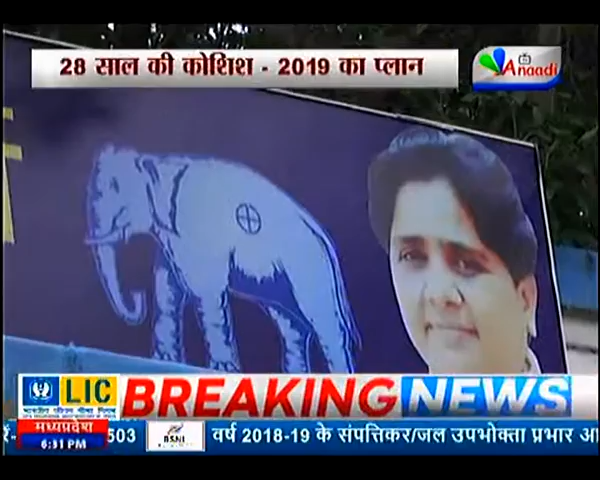 28 साल की कोशिश - 2019 का प्लान
Anaadi
LIC
भारतीय जीवन बीमा निगम
BREAKING NEWS
मध्यप्रदेश
6:31 PM
503
BSNL
वर्ष 2018-19 के संपत्तिकर/जल उपभोक्ता प्रभार